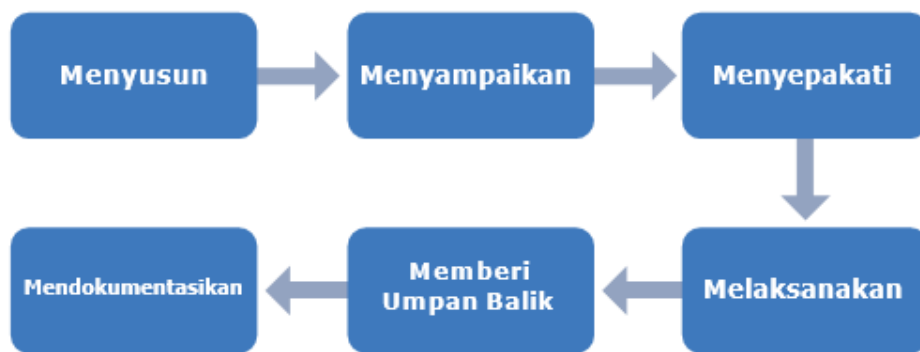 Menyusun
Menyampaikan
Menyepakati
Melaksanakan
Memberi
Umpan Balik
Mendokumentasikan